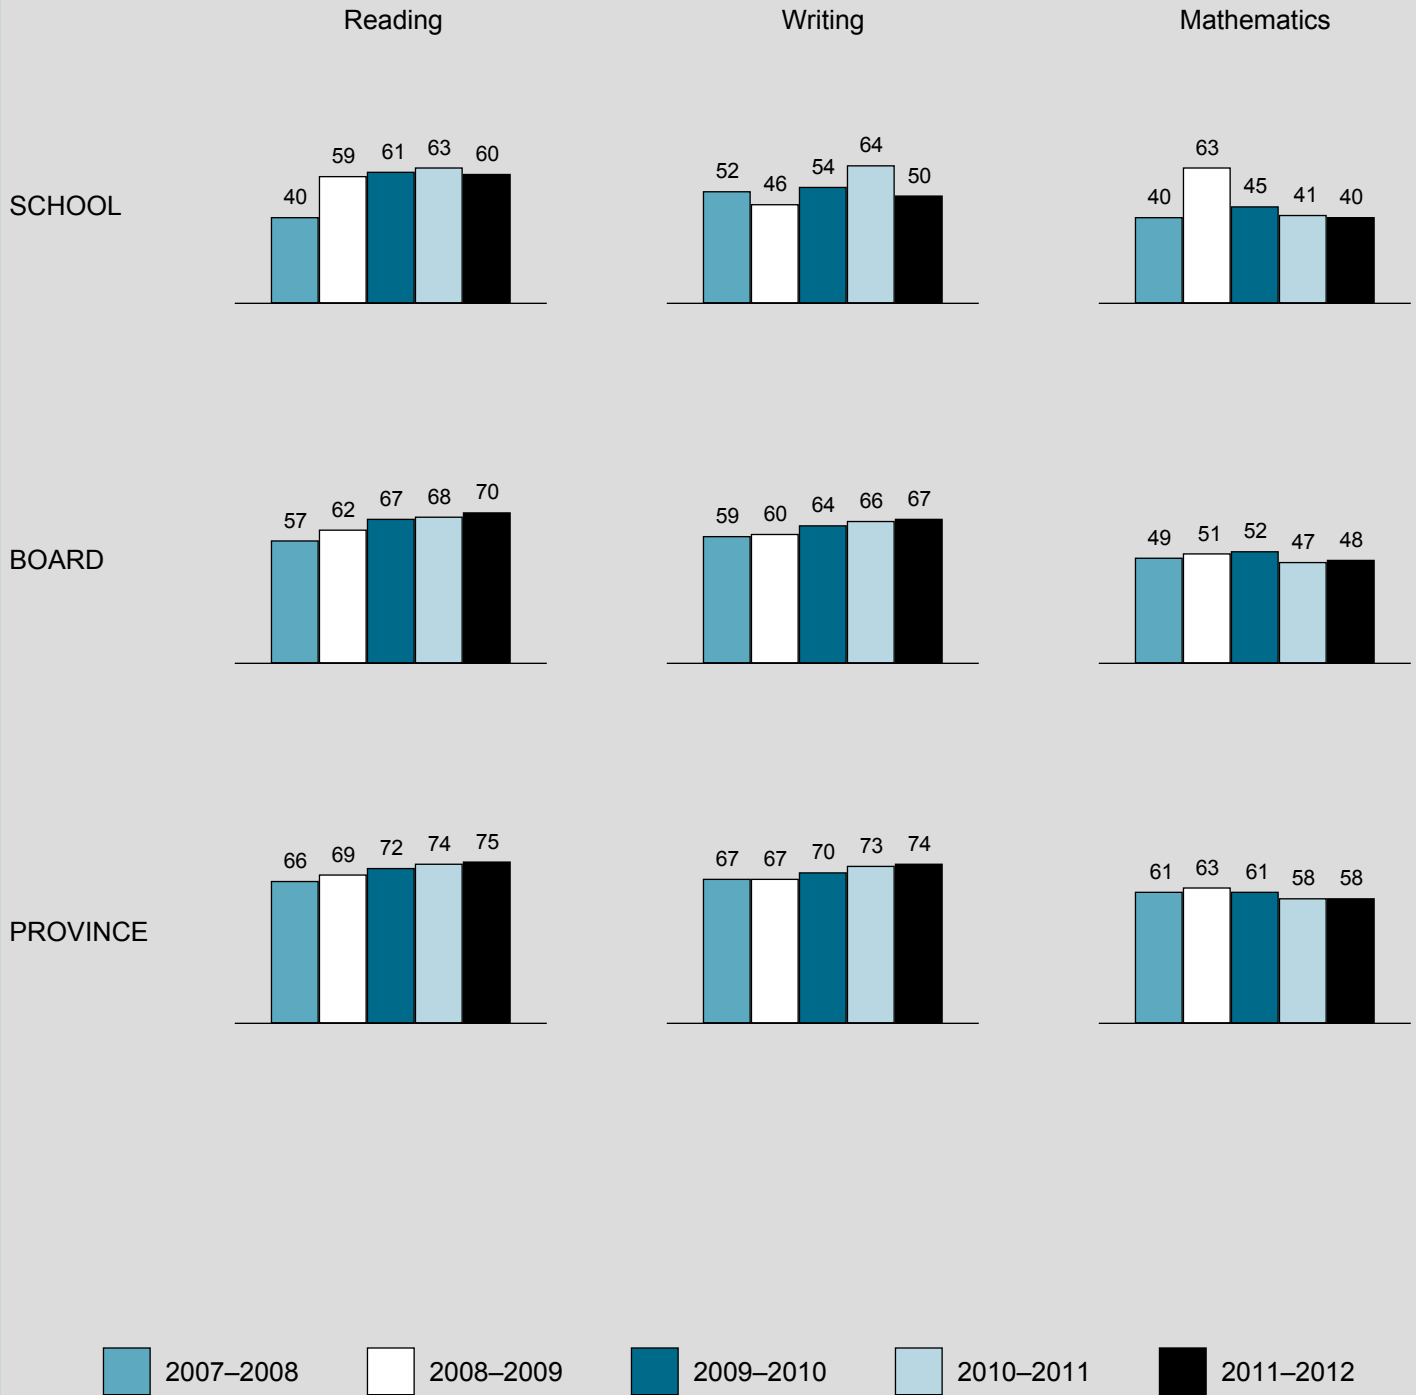 Reading Writing Mathematics
SCHOOL
40 59 61 63 60
52 46 54 64 50
40 63 45 41 40
BOARD
57 62 67 68 70
59 60 64 66 67
49 51 52 47 48
PROVINCE
66 69 72 74 75
67 67 70 73 74
61 63 61 58 58
2007–2008 2008–2009 2009–2010 2010–2011 2011–2012